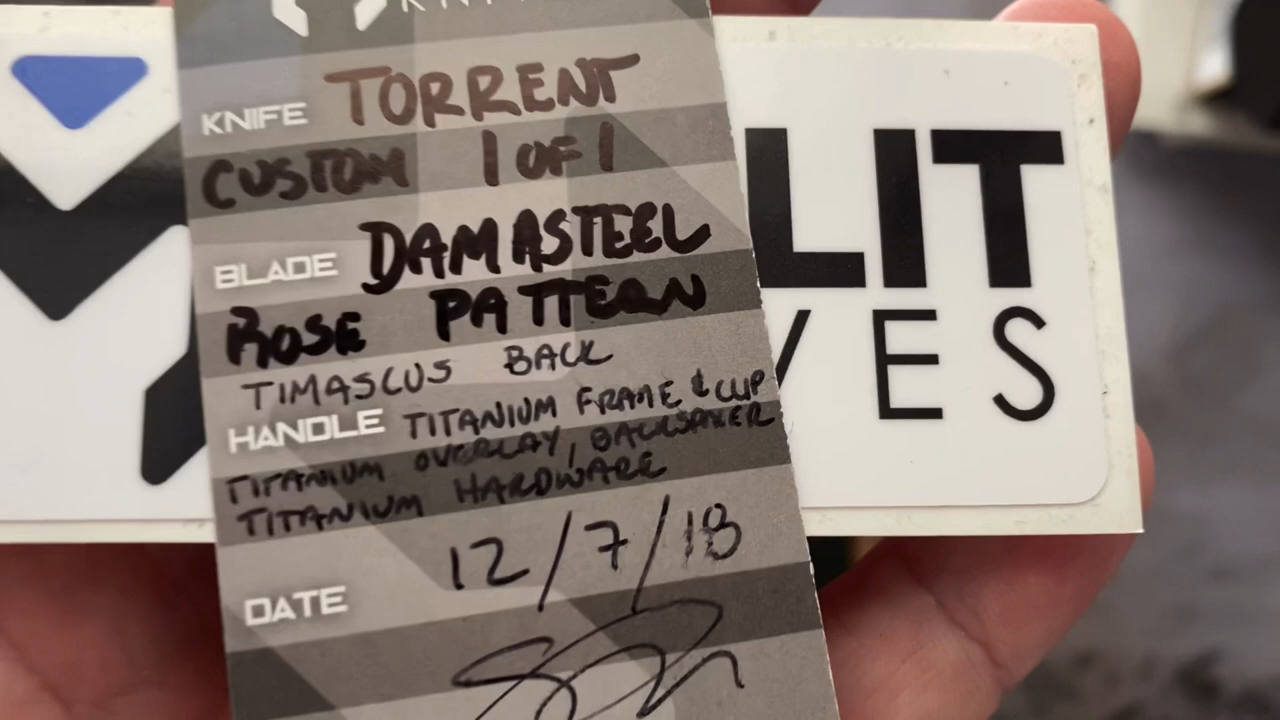 KNIFE TORRENT
CUSTOM 1 OF 1
BLADE DAMASTEEL
ROSE PATTERN
TIMASCUS BACK
HANDLE TITANIUM FRAME & CLIP
TITANIUM OVERLAY, BACKSPACER
TITANIUM HARDWARE
12/7/18
DATE
LIT
VES